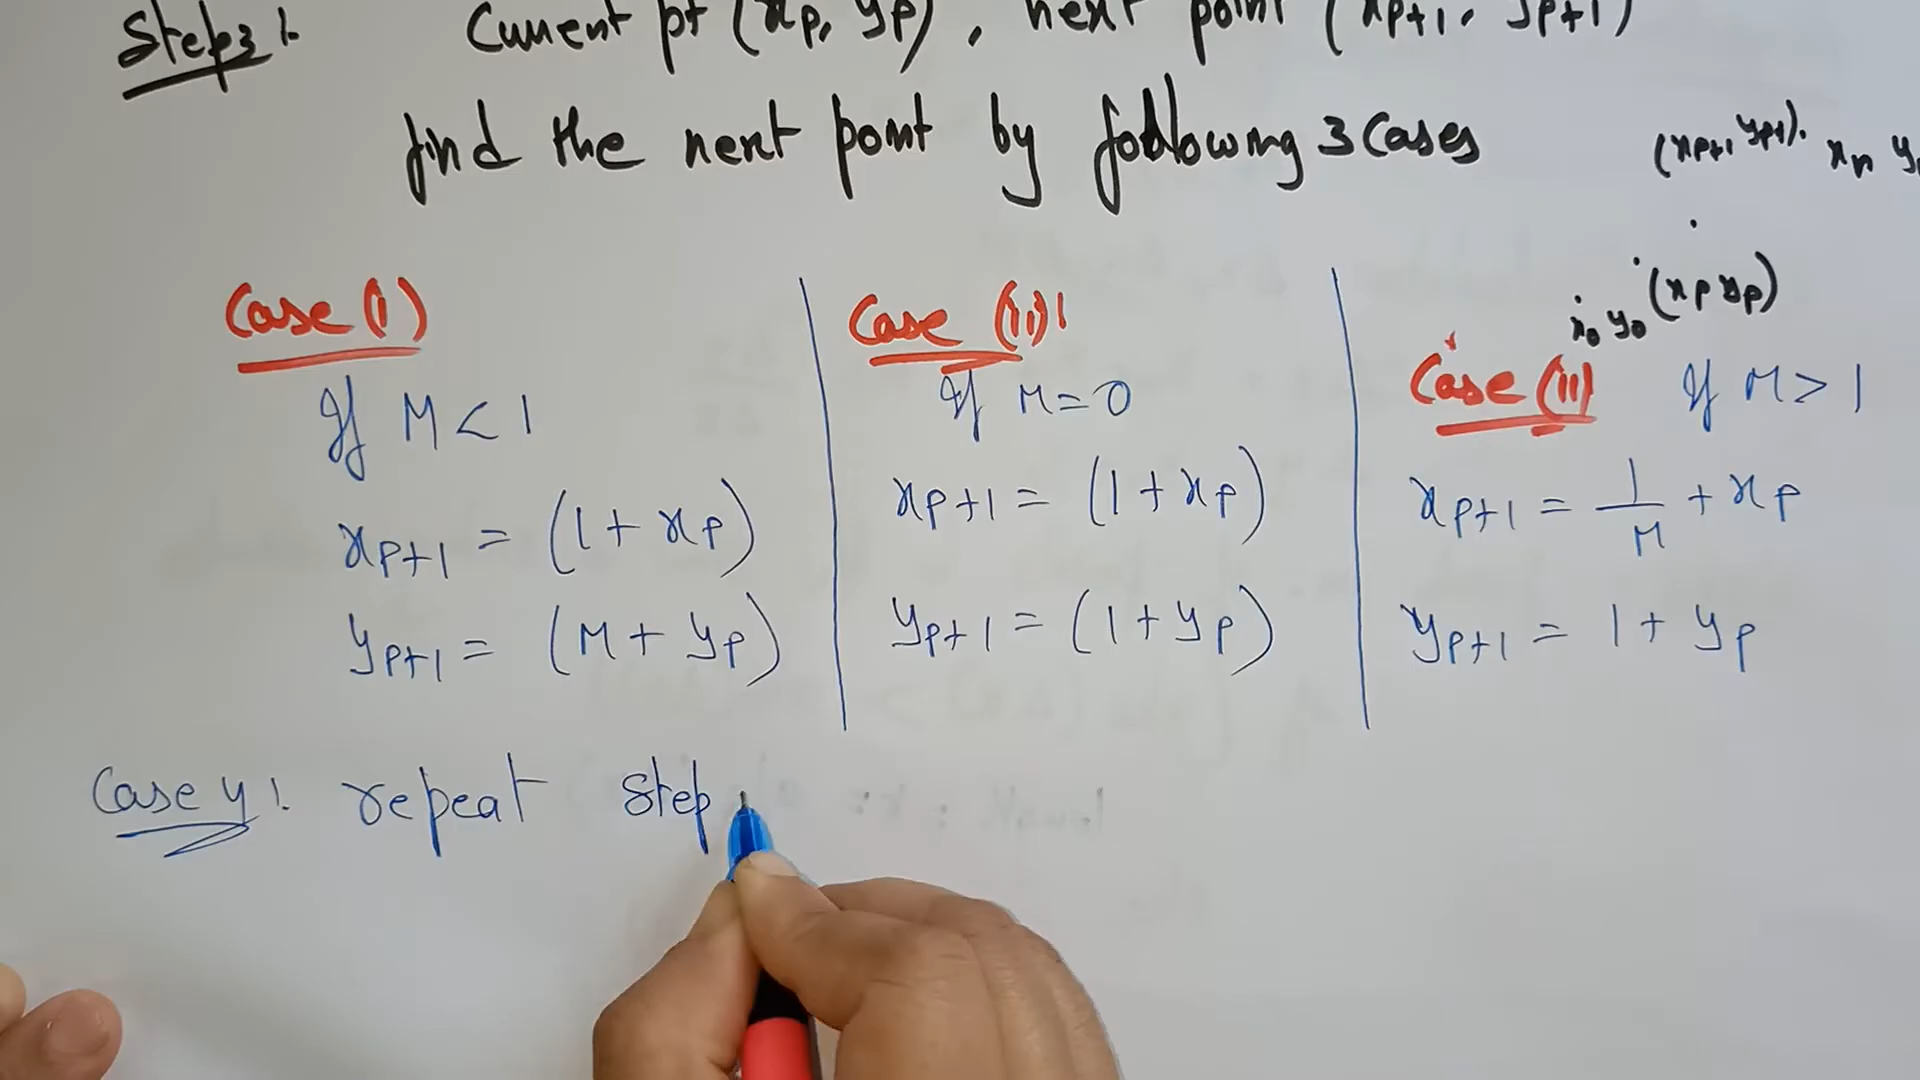 Step3:- Current pt (xp, yp), next point (xp+1, yp+1)
find the next point by following 3 Cases
(xp+1, yp+1). xn
(xp yp)
x0 y0
Case (i)
If M < 1
xp+1 = (1 + xp)
yp+1 = (M + yp)
Case (ii)!
If M = 0
xp+1 = (1 + xp)
yp+1 = (1 + yp)
Case (ii) If M > 1
xp+1 = 1/M + xp
yp+1 = 1 + yp
Case 4:. repeat Step